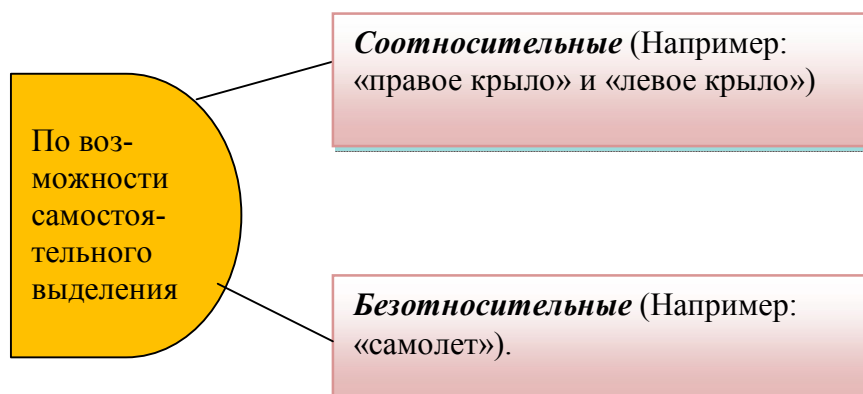 По воз-
можности
самостоя-
тельного
выделения
Соотносительные (Например:
«правое крыло» и «левое крыло»)
Безотносительные (Например:
«самолет»).